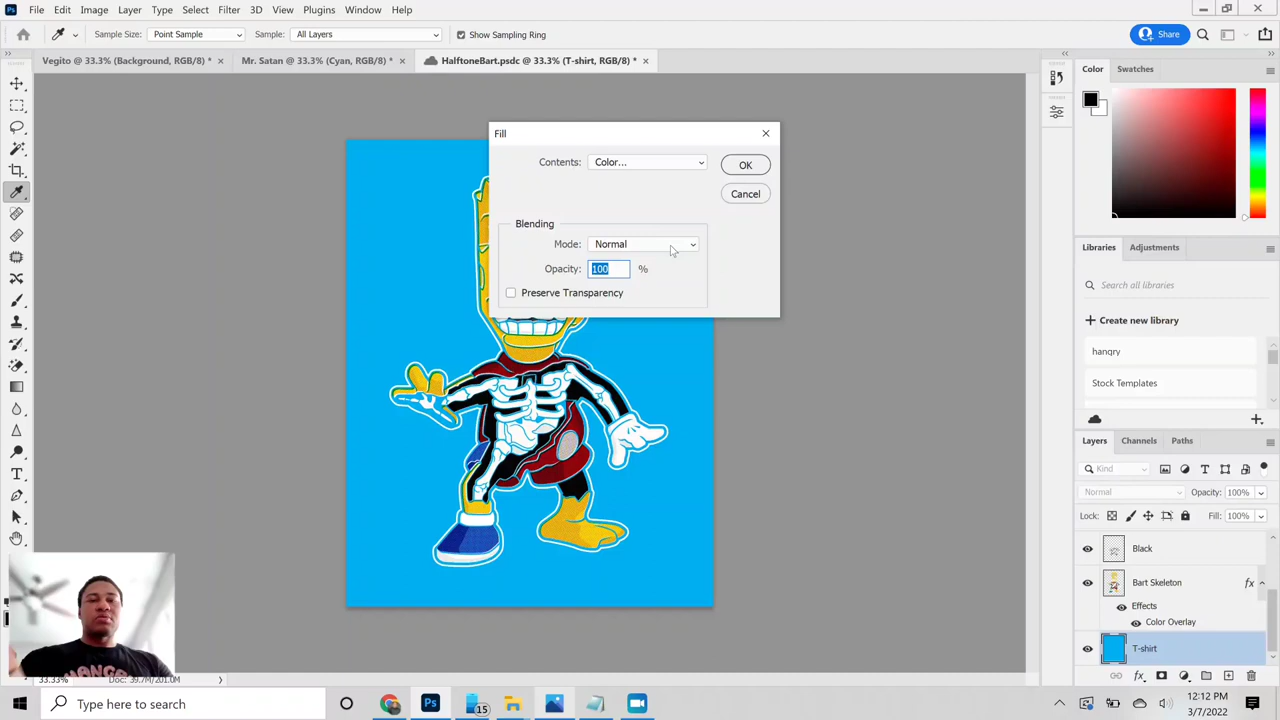 Ps File Edit Image Layer Type Select Filter 3D View Plugins Window Help
Sample Size: Point Sample Sample: All Layers Show Sampling Ring Share
Vegito @ 33.3% (Background, RGB/8) * × Mr. Satan @ 33.3% (Cyan, RGB/8) * × HalftoneBart.psdc @ 33.3% (T-shirt, RGB/8) * ×
Color Swatches
Fill
Contents: Color... OK
Cancel
Blending
Mode: Normal
Opacity: 100 %
Preserve Transparency
Libraries Adjustments
Search all libraries
Create new library
hangry
Stock Templates
Layers Channels Paths
Kind
Normal Opacity: 100%
Lock: Fill: 100%
Black
Bart Skeleton fx
Effects
Color Overlay
T-shirt
fx
33.33% Doc: 39.7M/201.0M
Type here to search Ps 15 12:12 PM
3/7/2022